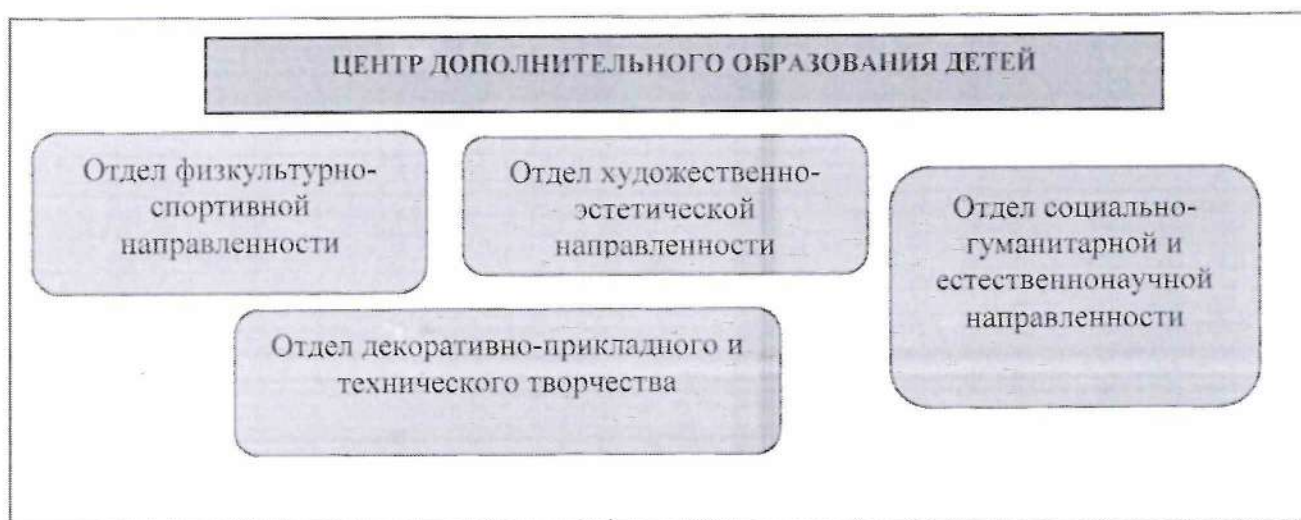 ЦЕНТР ДОПОЛНИТЕЛЬНОГО ОБРАЗОВАНИЯ ДЕТЕЙ
Отдел физкультурно-
спортивной
направленности
Отдел художественно-
эстетической
направленности
Отдел социально-
гуманитарной и
естественнонаучной
направленности
Отдел декоративно-прикладного и
технического творчества